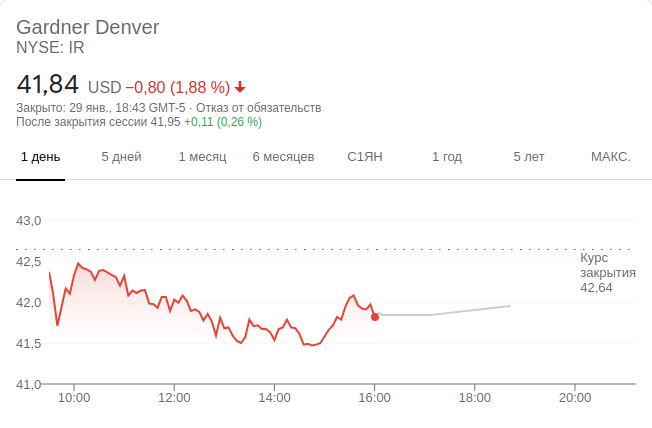 Gardner Denver
NYSE: IR
41,84 USD −0,80 (1,88 %)
Закрыто: 29 янв., 18:43 GMT-5 · Отказ от обязательств
После закрытия сессии 41,95 +0,11 (0,26 %)
1 день 5 дней 1 месяц 6 месяцев С1ЯН 1 год 5 лет МАКС.
43,0
42,5
42,0
41,5
41,0
Курс
закрытия
42,64
10:00 12:00 14:00 16:00 18:00 20:00